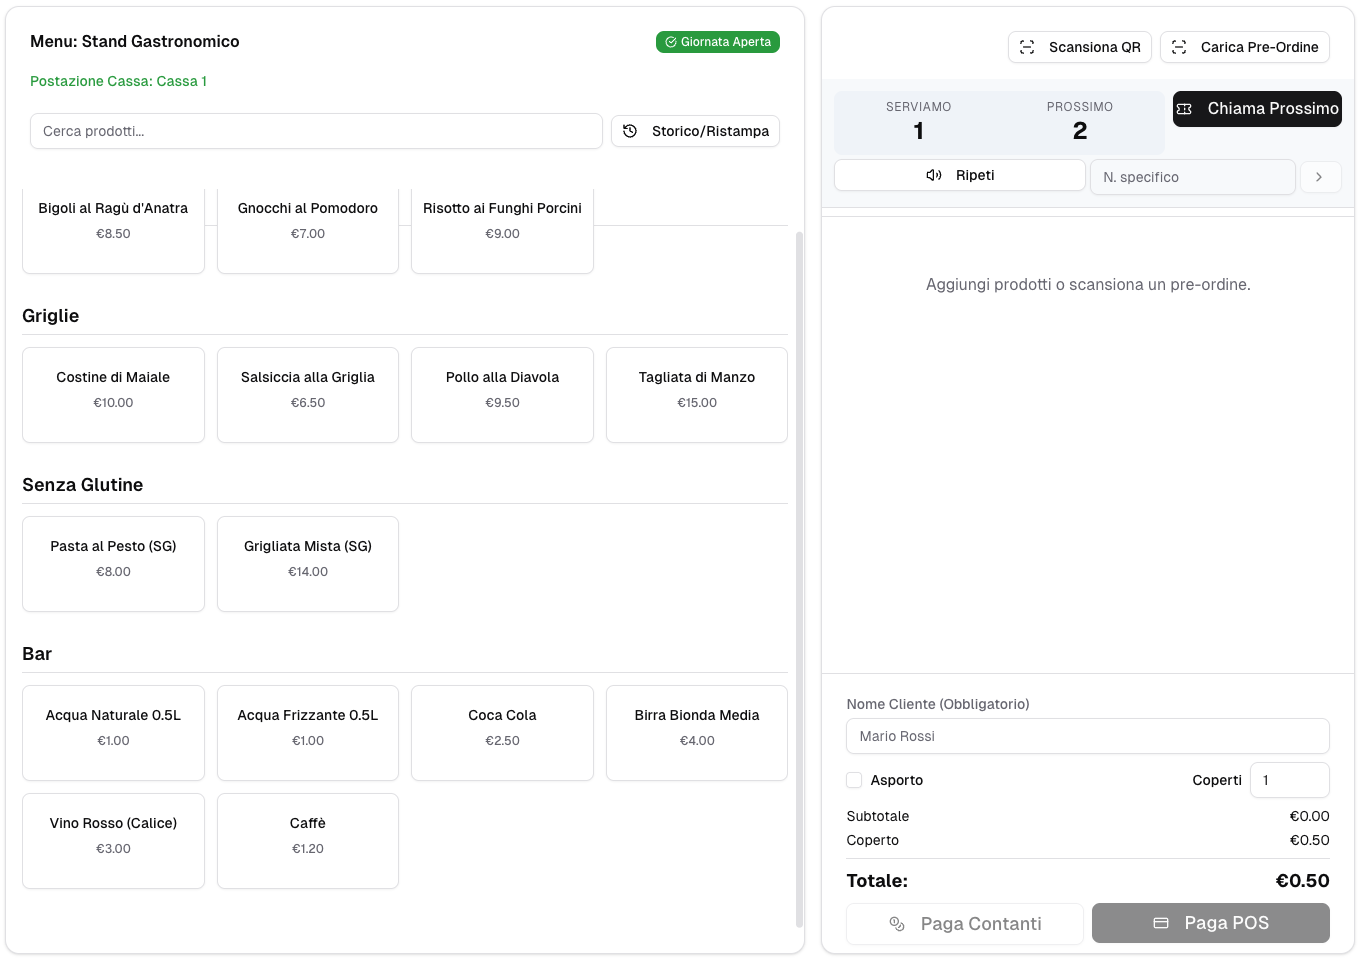 Menu: Stand Gastronomico
Giornata Aperta
Postazione Cassa: Cassa 1
Cerca prodotti...
Storico/Ristampa
Bigoli al Ragù d'Anatra
€8.50
Gnocchi al Pomodoro
€7.00
Risotto ai Funghi Porcini
€9.00
Griglie
Costine di Maiale
€10.00
Salsiccia alla Griglia
€6.50
Pollo alla Diavola
€9.50
Tagliata di Manzo
€15.00
Senza Glutine
Pasta al Pesto (SG)
€8.00
Grigliata Mista (SG)
€14.00
Bar
Acqua Naturale 0.5L
€1.00
Acqua Frizzante 0.5L
€1.00
Coca Cola
€2.50
Birra Bionda Media
€4.00
Vino Rosso (Calice)
€3.00
Caffè
€1.20
Scansiona QR
Carica Pre-Ordine
SERVIAMO
1
PROSSIMO
2
Chiama Prossimo
Ripeti
N. specifico
Aggiungi prodotti o scansiona un pre-ordine.
Nome Cliente (Obbligatorio)
Mario Rossi
Asporto
Coperti
1
Subtotale
€0.00
Coperto
€0.50
Totale:
€0.50
Paga Contanti
Paga POS